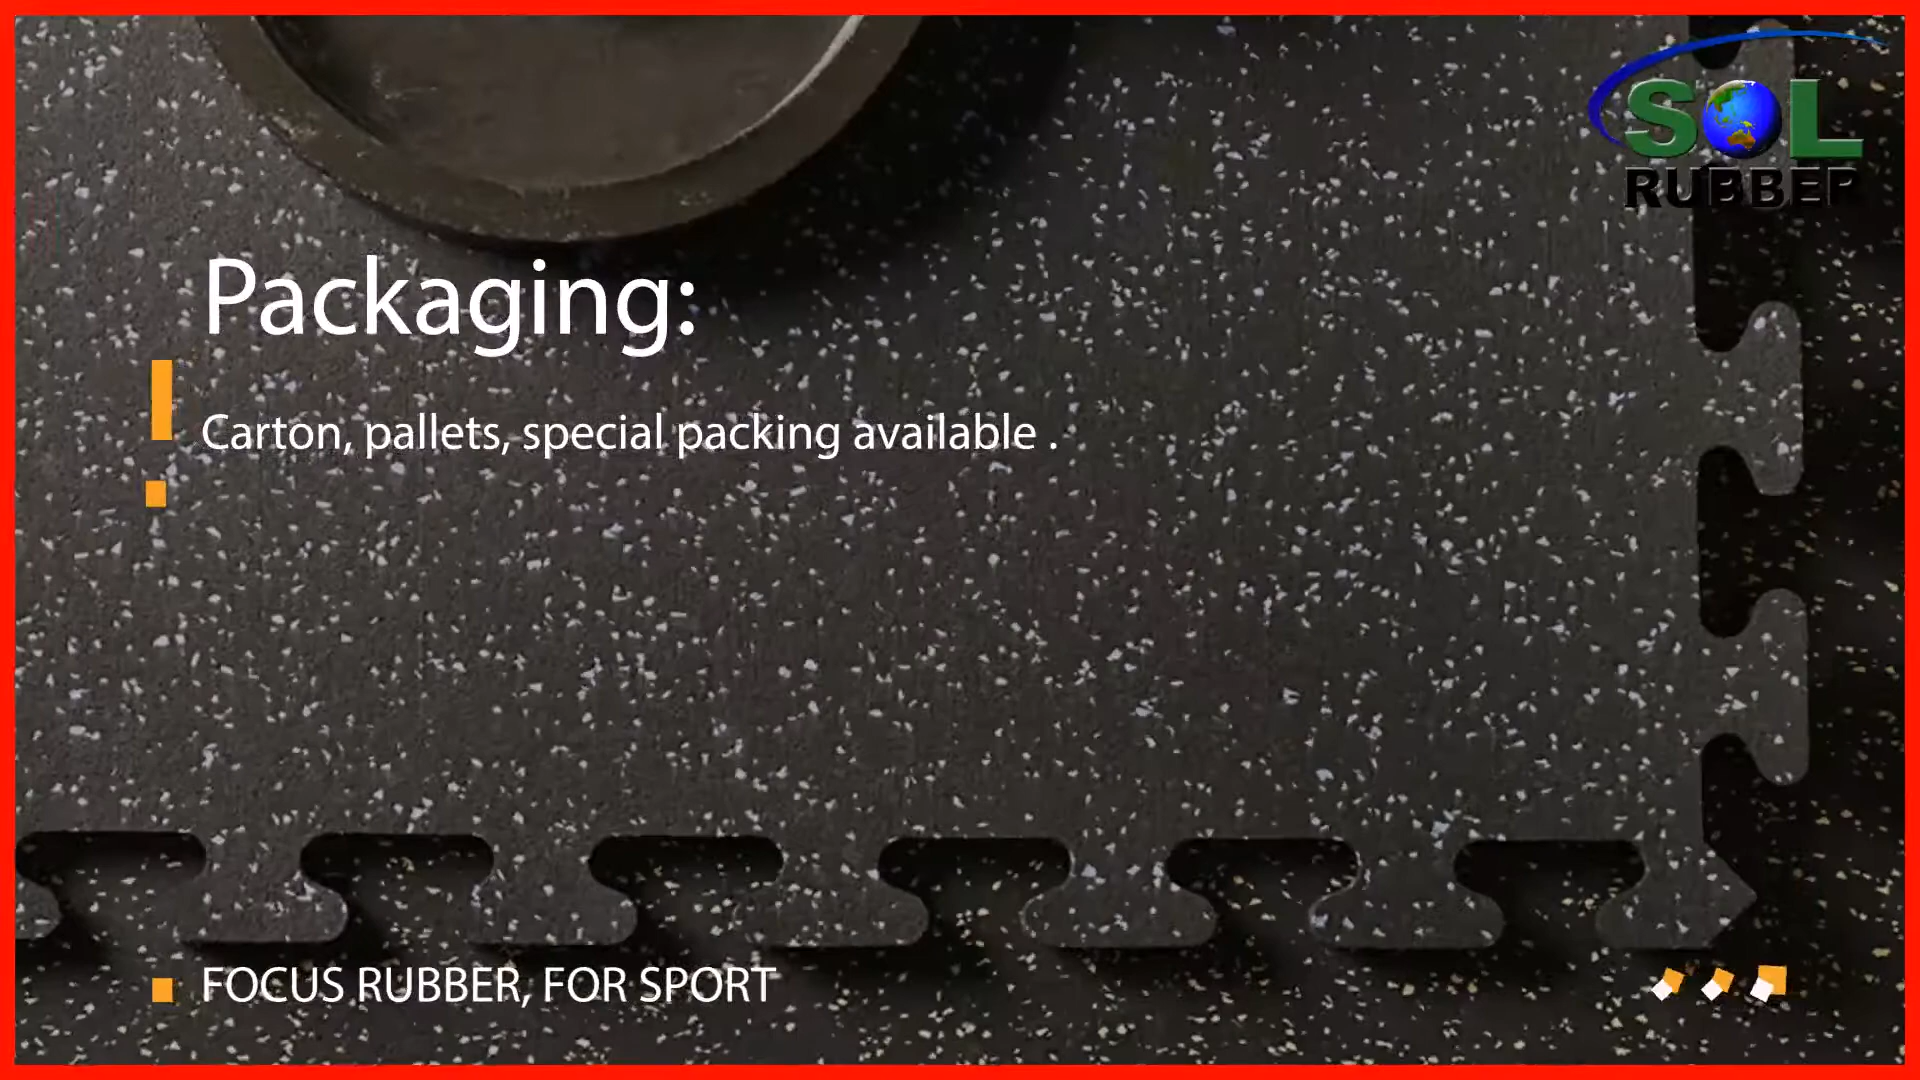 SOL
RUBBER
Packaging:
Carton, pallets, special packing available .
FOCUS RUBBER, FOR SPORT